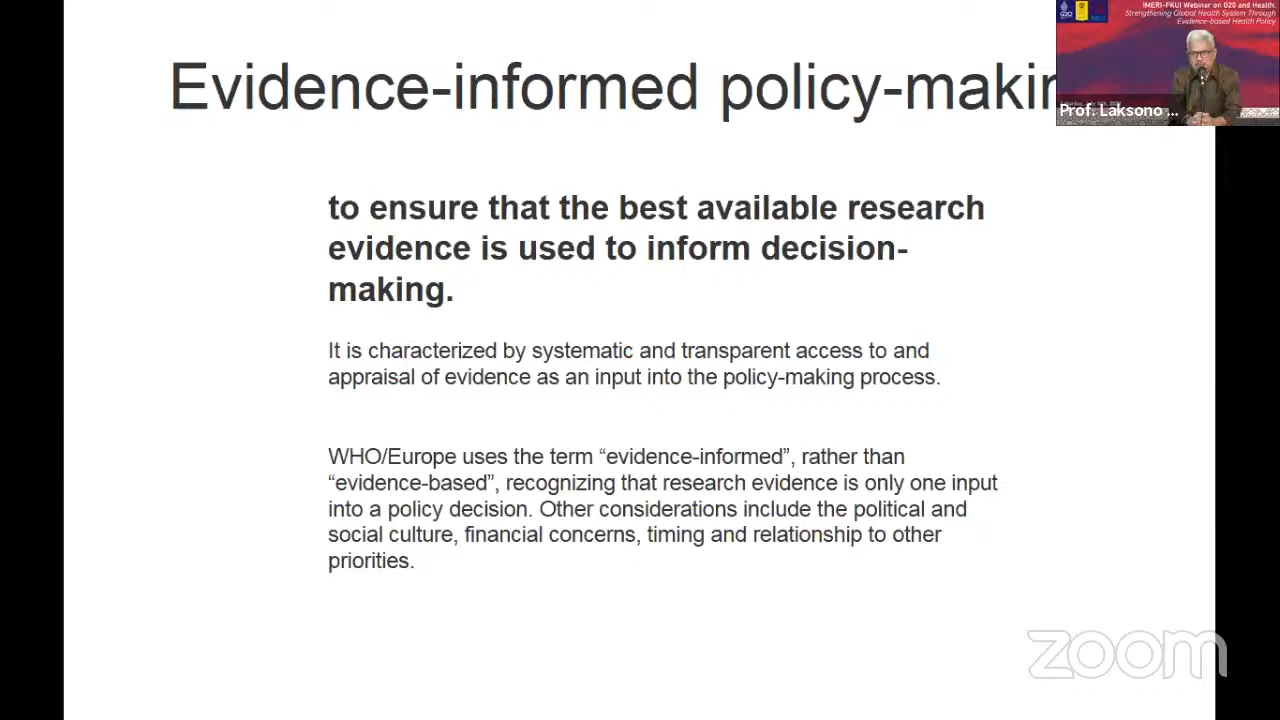 IMERI-FKUI Webinar on G20 and Health:
Strengthening Global Health System Through
Evidence-based Health Policy
Prof. Laksono ...
Evidence-informed policy-makin
to ensure that the best available research
evidence is used to inform decision-
making.
It is characterized by systematic and transparent access to and
appraisal of evidence as an input into the policy-making process.
WHO/Europe uses the term “evidence-informed”, rather than
“evidence-based”, recognizing that research evidence is only one input
into a policy decision. Other considerations include the political and
social culture, financial concerns, timing and relationship to other
priorities.
zoom